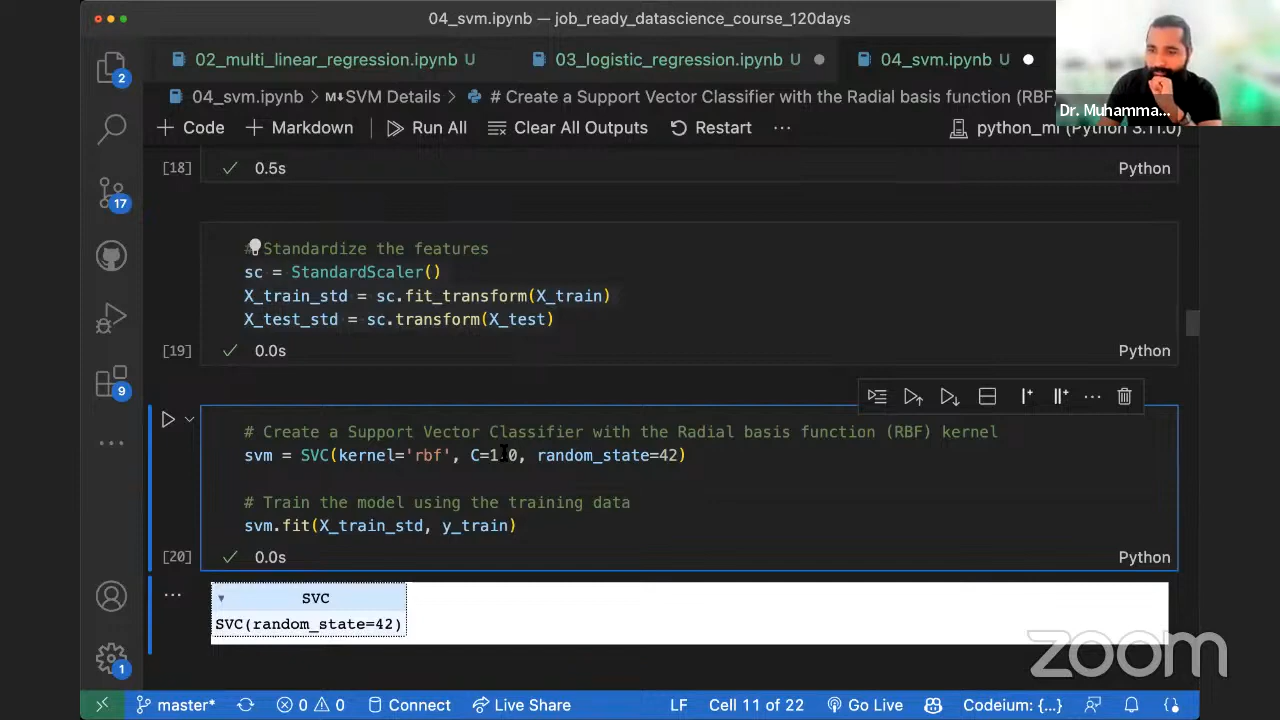 04_svm.ipynb — job_ready_datascience_course_120days
02_multi_linear_regression.ipynb U
03_logistic_regression.ipynb U
04_svm.ipynb U
04_svm.ipynb > M↓SVM Details > # Create a Support Vector Classifier with the Radial basis function (RBF)
Dr. Muhamma...
+ Code + Markdown Run All Clear All Outputs Restart ...
python_ml (Python 3.11.0)
[18] 0.5s Python
# Standardize the features
sc = StandardScaler()
X_train_std = sc.fit_transform(X_train)
X_test_std = sc.transform(X_test)
[19] 0.0s Python
# Create a Support Vector Classifier with the Radial basis function (RBF) kernel
svm = SVC(kernel='rbf', C=1.0, random_state=42)
# Train the model using the training data
svm.fit(X_train_std, y_train)
[20] 0.0s Python
SVC
SVC(random_state=42)
2
17
9
1
zoom
master* 0 0 Connect Live Share LF Cell 11 of 22 Go Live Codeium: {...}